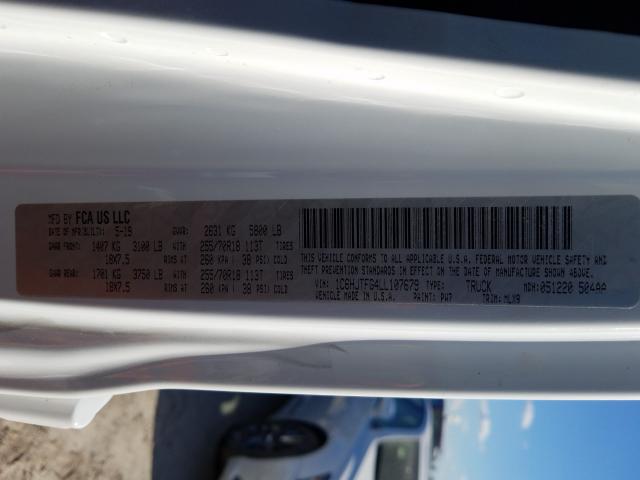 MFD BY FCA US LLC
DATE OF MFR/D.I.T.V: 5-19 GVWR: 2631 KG 5800 LB
GAWR FRONT: 1407 KG 3100 LB WITH 255/70R18 113T TIRES
18X7.5 RIMS AT 260 KPA( 38 PSI) COLD
GAWR REAR: 1701 KG 3750 LB WITH 255/70R18 113T TIRES
18X7.5 RIMS AT 260 KPA( 38 PSI) COLD
THIS VEHICLE CONFORMS TO ALL APPLICABLE U.S.A. FEDERAL MOTOR VEHICLE SAFETY AND
THEFT PREVENTION STANDARDS IN EFFECT ON THE DATE OF MANUFACTURE SHOWN ABOVE.
VIN: 1C6HJTFG4LL107679 TYPE: TRUCK MDH: 051220 504AA
VEHICLE MADE IN U.S.A. PAINT: PW7 TRIM: MLX9